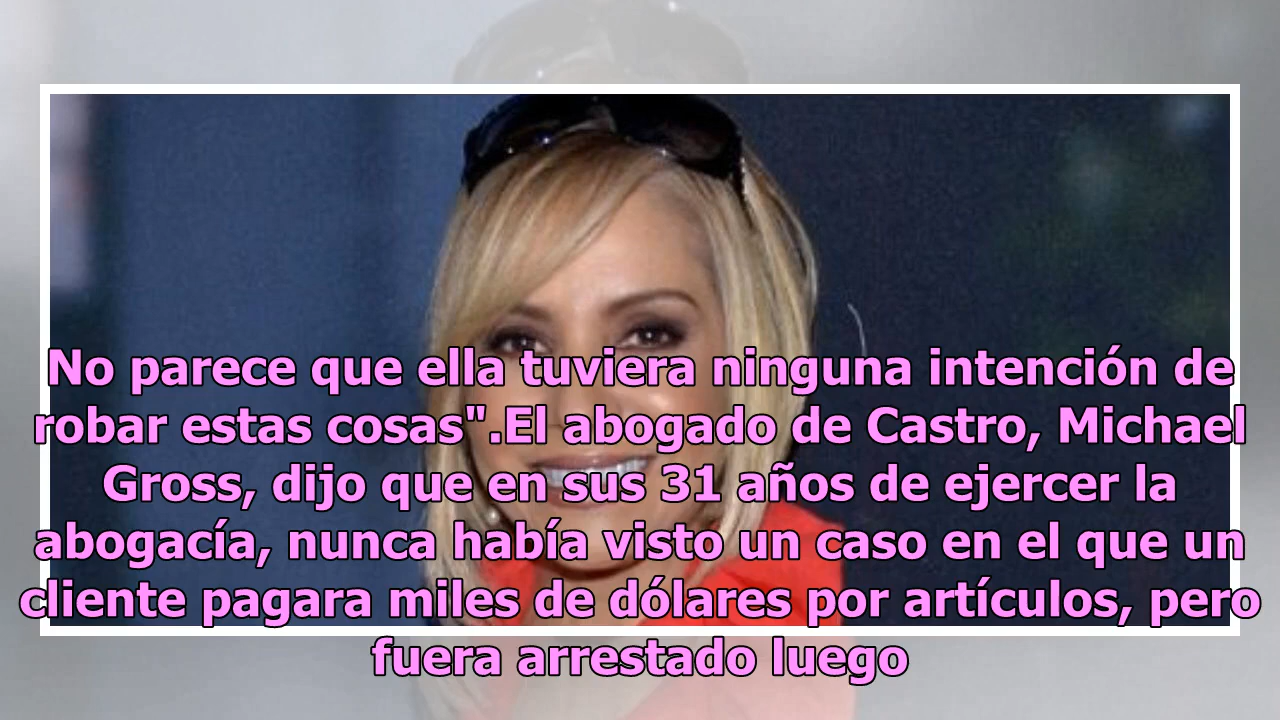 No parece que ella tuviera ninguna intención de
robar estas cosas".El abogado de Castro, Michael
Gross, dijo que en sus 31 años de ejercer la
abogacía, nunca había visto un caso en el que un
cliente pagara miles de dólares por artículos, pero
fuera arrestado luego